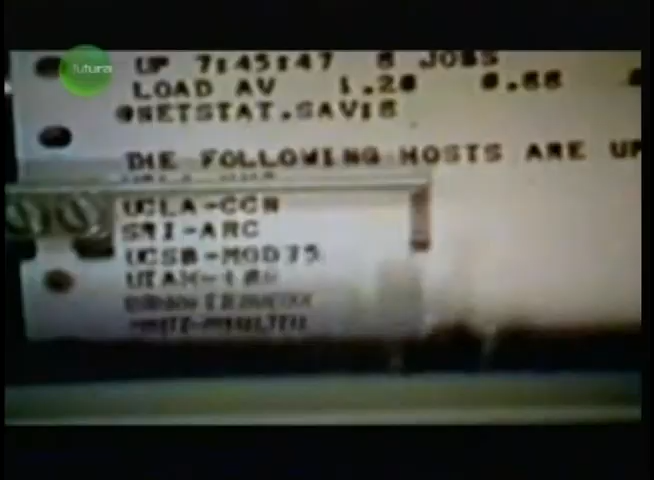 futura
UP 7:45:47 8 JOBS
LOAD AV 1.20 0.68
@NETSTAT.SAV;8
THE FOLLOWING HOSTS ARE UP
UCLA-CCN
SRI-ARC
UCSB-MOD75